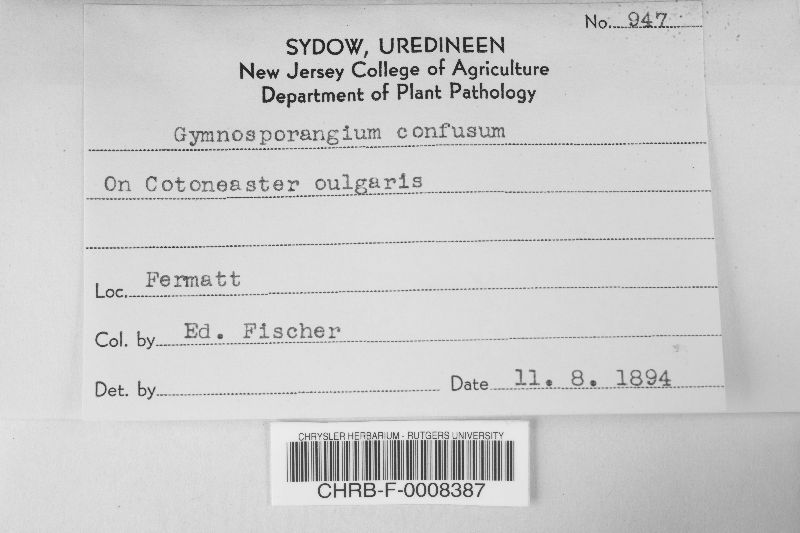 No. 947
SYDOW, UREDINEEN
New Jersey College of Agriculture
Department of Plant Pathology
Gymnosporangium confusum
On Cotoneaster oulgaris
Loc. Fermatt
Col. by Ed. Fischer
Det. by
Date 11. 8. 1894
CHRYSLER HERBARIUM - RUTGERS UNIVERSITY
CHRB-F-0008387